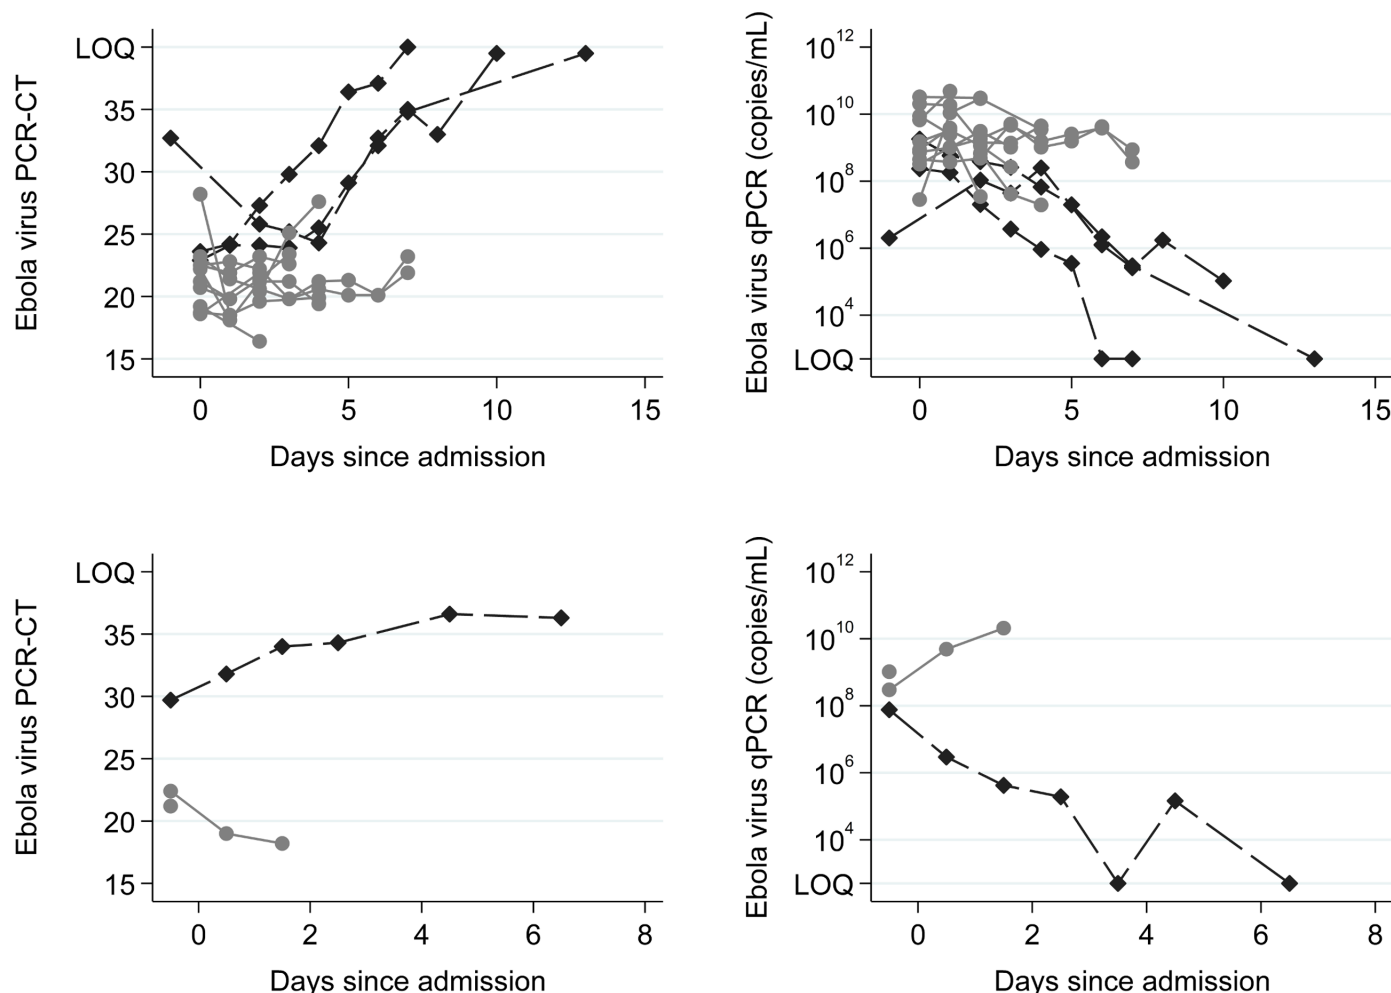 Ebola virus PCR-CT
LOQ
35
30
25
20
15
0 5 10 15
Days since admission
Ebola virus qPCR (copies/mL)
10¹²
10¹⁰
10⁸
10⁶
10⁴
LOQ
0 5 10 15
Days since admission
Ebola virus PCR-CT
LOQ
35
30
25
20
15
0 2 4 6 8
Days since admission
Ebola virus qPCR (copies/mL)
10¹²
10¹⁰
10⁸
10⁶
10⁴
LOQ
0 2 4 6 8
Days since admission